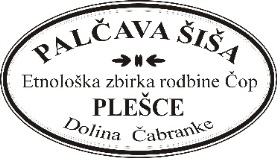 PALČAVA ŠIŠA
Etnološka zbirka rodbine Čop
PLEŠCE
Dolina Čabranke